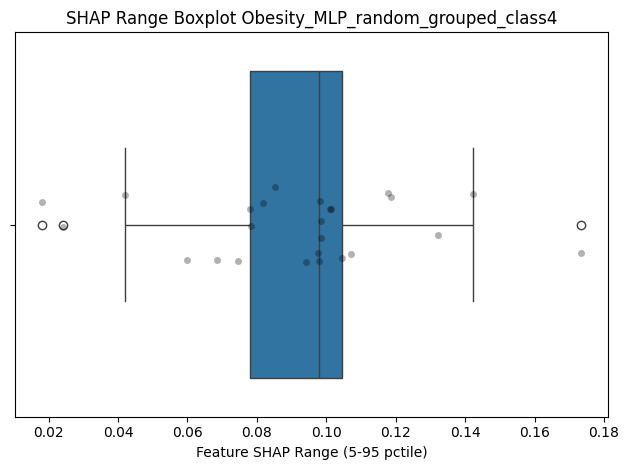 SHAP Range Boxplot Obesity_MLP_random_grouped_class4
0.02 0.04 0.06 0.08 0.10 0.12 0.14 0.16 0.18
Feature SHAP Range (5-95 pctile)